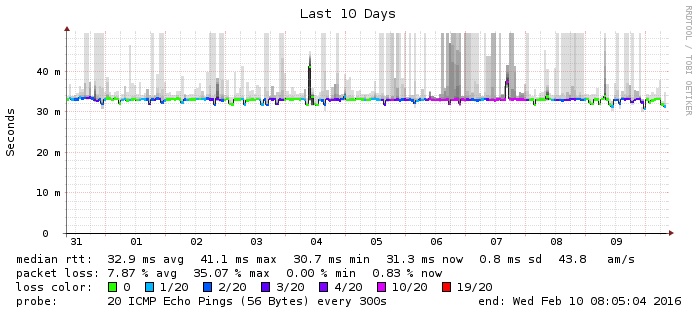 Last 10 Days
RRDTOOL / TOBI OETIKER
Seconds
40 m
30 m
20 m
10 m
0
31 01 02 03 04 05 06 07 08 09
median rtt: 32.9 ms avg 41.1 ms max 30.7 ms min 31.3 ms now 0.8 ms sd 43.8 am/s
packet loss: 7.87 % avg 35.07 % max 0.00 % min 0.83 % now
loss color: 0 1/20 2/20 3/20 4/20 10/20 19/20
probe: 20 ICMP Echo Pings (56 Bytes) every 300s end: Wed Feb 10 08:05:04 2016